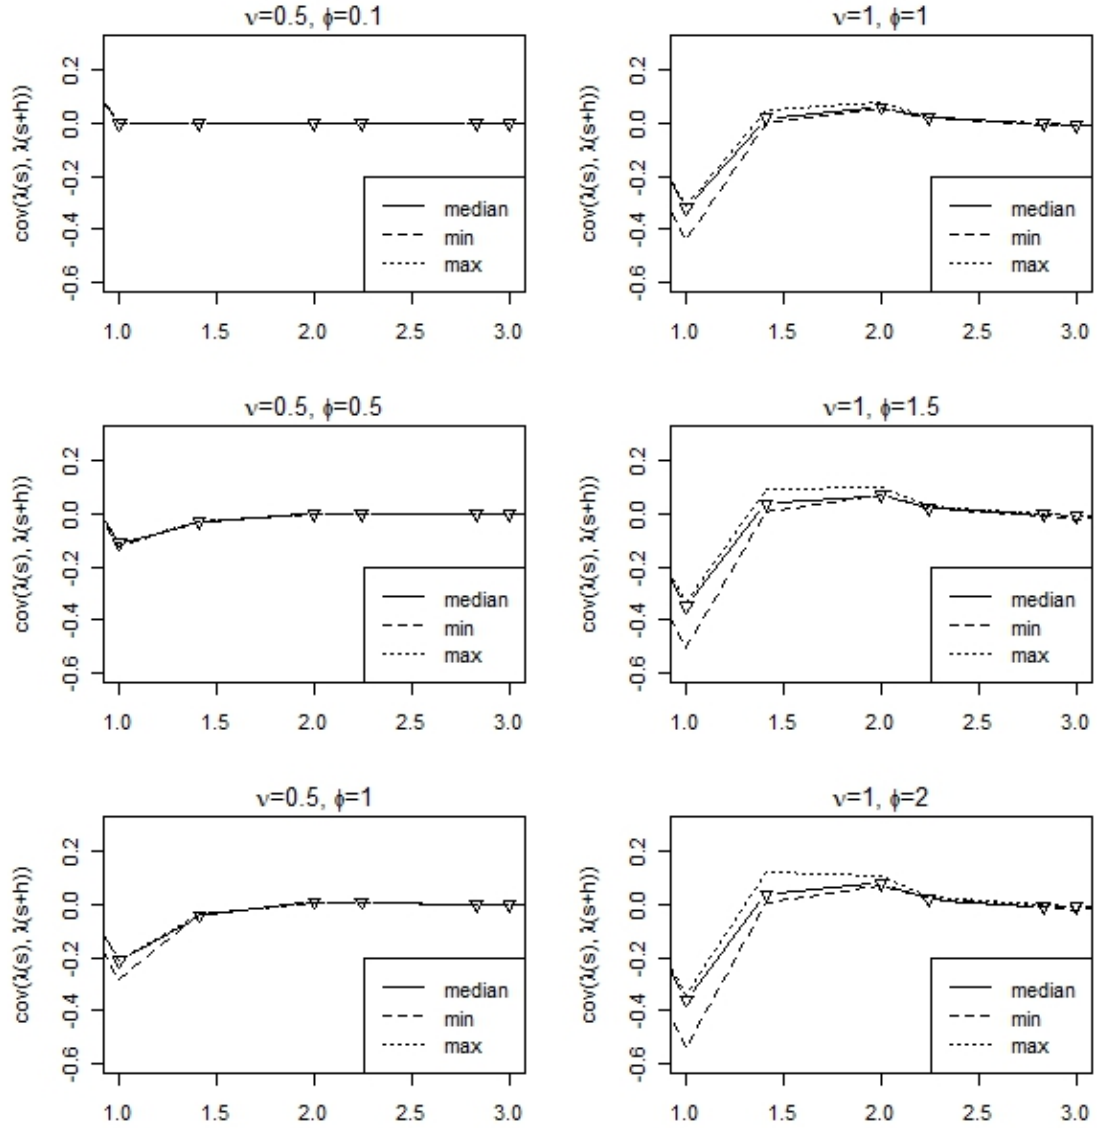 ν=0.5, ϕ=0.1
cov(λ(s), λ(s+h))
0.2
0.0
-0.2
-0.4
-0.6
median
min
max
1.0 1.5 2.0 2.5 3.0
ν=1, ϕ=1
cov(λ(s), λ(s+h))
0.2
0.0
-0.2
-0.4
-0.6
median
min
max
1.0 1.5 2.0 2.5 3.0
ν=0.5, ϕ=0.5
cov(λ(s), λ(s+h))
0.2
0.0
-0.2
-0.4
-0.6
median
min
max
1.0 1.5 2.0 2.5 3.0
ν=1, ϕ=1.5
cov(λ(s), λ(s+h))
0.2
0.0
-0.2
-0.4
-0.6
median
min
max
1.0 1.5 2.0 2.5 3.0
ν=0.5, ϕ=1
cov(λ(s), λ(s+h))
0.2
0.0
-0.2
-0.4
-0.6
median
min
max
1.0 1.5 2.0 2.5 3.0
ν=1, ϕ=2
cov(λ(s), λ(s+h))
0.2
0.0
-0.2
-0.4
-0.6
median
min
max
1.0 1.5 2.0 2.5 3.0